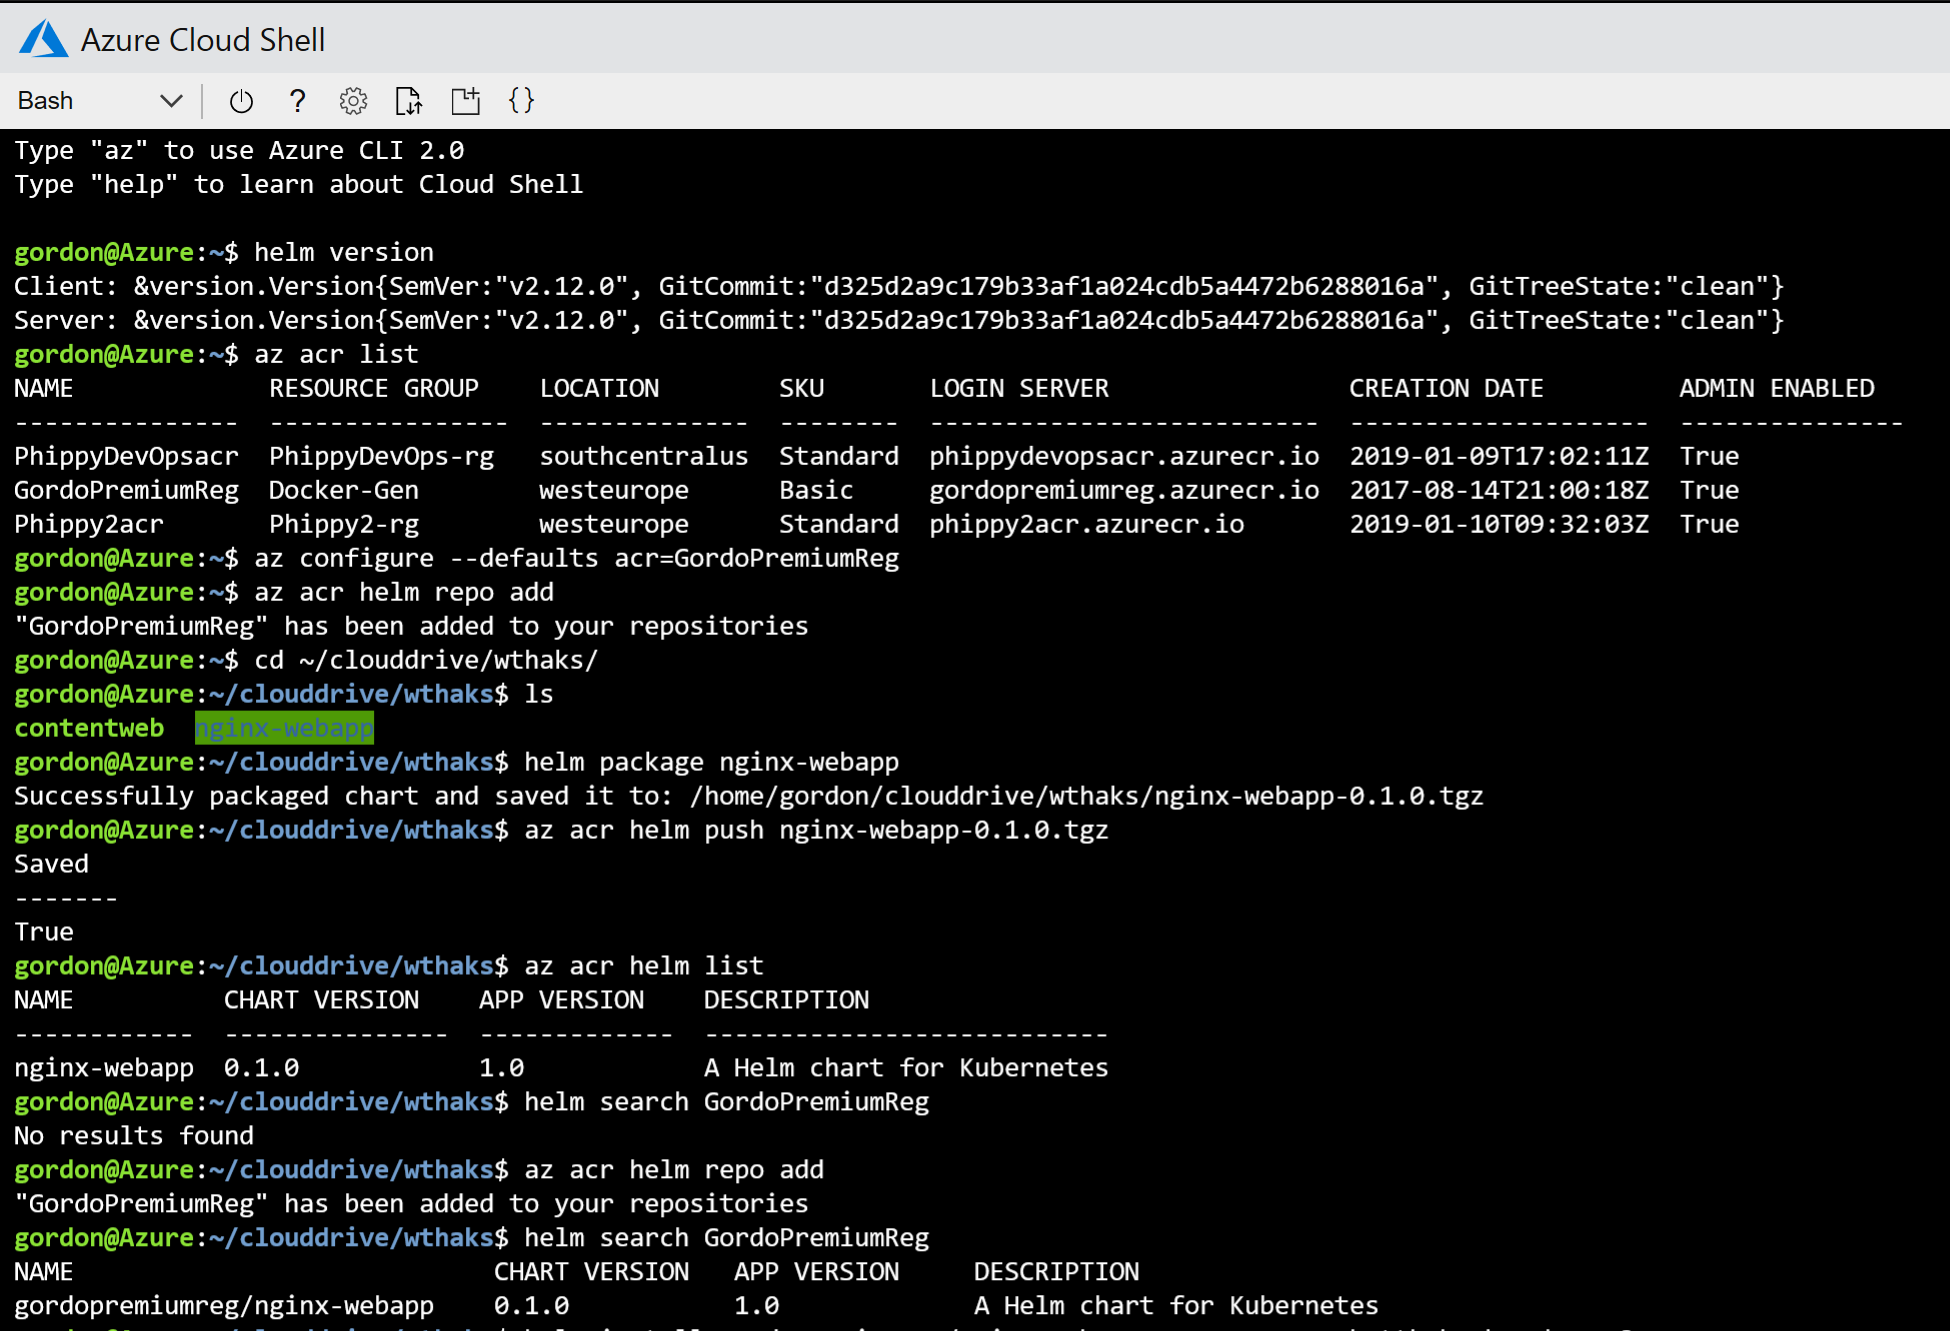 Azure Cloud Shell
Bash
Type "az" to use Azure CLI 2.0
Type "help" to learn about Cloud Shell
gordon@Azure:~$ helm version
Client: &version.Version{SemVer:"v2.12.0", GitCommit:"d325d2a9c179b33af1a024cdb5a4472b6288016a", GitTreeState:"clean"}
Server: &version.Version{SemVer:"v2.12.0", GitCommit:"d325d2a9c179b33af1a024cdb5a4472b6288016a", GitTreeState:"clean"}
gordon@Azure:~$ az acr list
NAME RESOURCE GROUP LOCATION SKU LOGIN SERVER CREATION DATE ADMIN ENABLED
--------------- ---------------- -------------- -------- -------------------------- -------------------- ---------------
PhippyDevOpsacr PhippyDevOps-rg southcentralus Standard phippydevopsacr.azurecr.io 2019-01-09T17:02:11Z True
GordoPremiumReg Docker-Gen westeurope Basic gordopremiumreg.azurecr.io 2017-08-14T21:00:18Z True
Phippy2acr Phippy2-rg westeurope Standard phippy2acr.azurecr.io 2019-01-10T09:32:03Z True
gordon@Azure:~$ az configure --defaults acr=GordoPremiumReg
gordon@Azure:~$ az acr helm repo add
"GordoPremiumReg" has been added to your repositories
gordon@Azure:~$ cd ~/clouddrive/wthaks/
gordon@Azure:~/clouddrive/wthaks$ ls
contentweb nginx-webapp
gordon@Azure:~/clouddrive/wthaks$ helm package nginx-webapp
Successfully packaged chart and saved it to: /home/gordon/clouddrive/wthaks/nginx-webapp-0.1.0.tgz
gordon@Azure:~/clouddrive/wthaks$ az acr helm push nginx-webapp-0.1.0.tgz
Saved
-------
True
gordon@Azure:~/clouddrive/wthaks$ az acr helm list
NAME CHART VERSION APP VERSION DESCRIPTION
------------ --------------- ------------- ---------------------------
nginx-webapp 0.1.0 1.0 A Helm chart for Kubernetes
gordon@Azure:~/clouddrive/wthaks$ helm search GordoPremiumReg
No results found
gordon@Azure:~/clouddrive/wthaks$ az acr helm repo add
"GordoPremiumReg" has been added to your repositories
gordon@Azure:~/clouddrive/wthaks$ helm search GordoPremiumReg
NAME CHART VERSION APP VERSION DESCRIPTION
gordopremiumreg/nginx-webapp 0.1.0 1.0 A Helm chart for Kubernetes